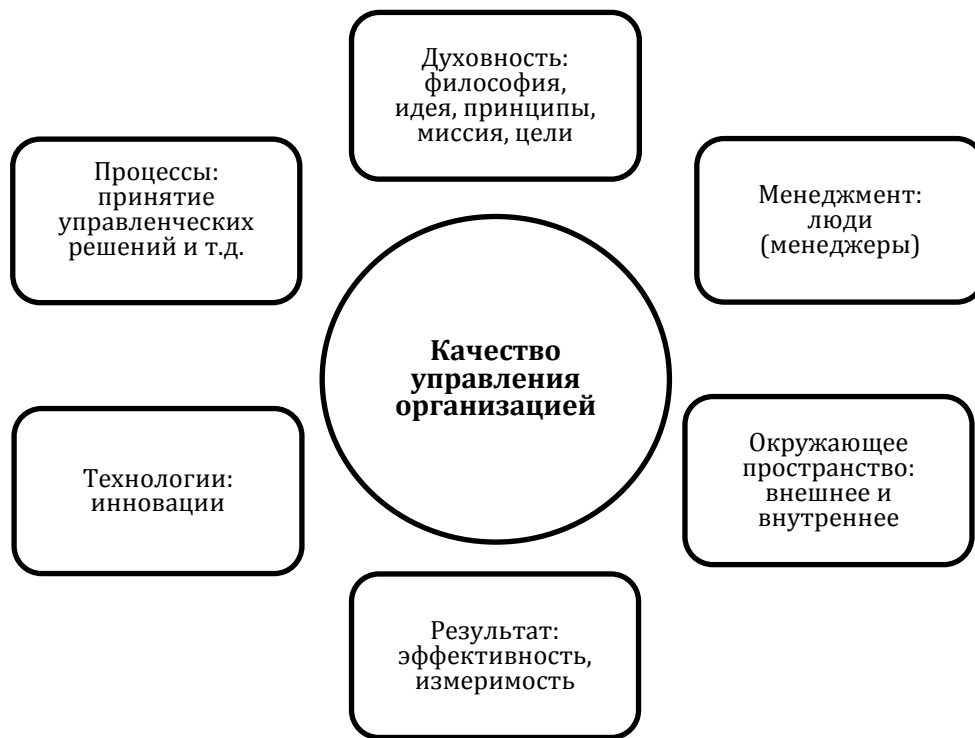 Духовность:
философия,
идея, принципы,
миссия, цели
Процессы:
принятие
управленческих
решений и т.д.
Менеджмент:
люди
(менеджеры)
Качество
управления
организацией
Технологии:
инновации
Окружающее
пространство:
внешнее и
внутреннее
Результат:
эффективность,
измеримость